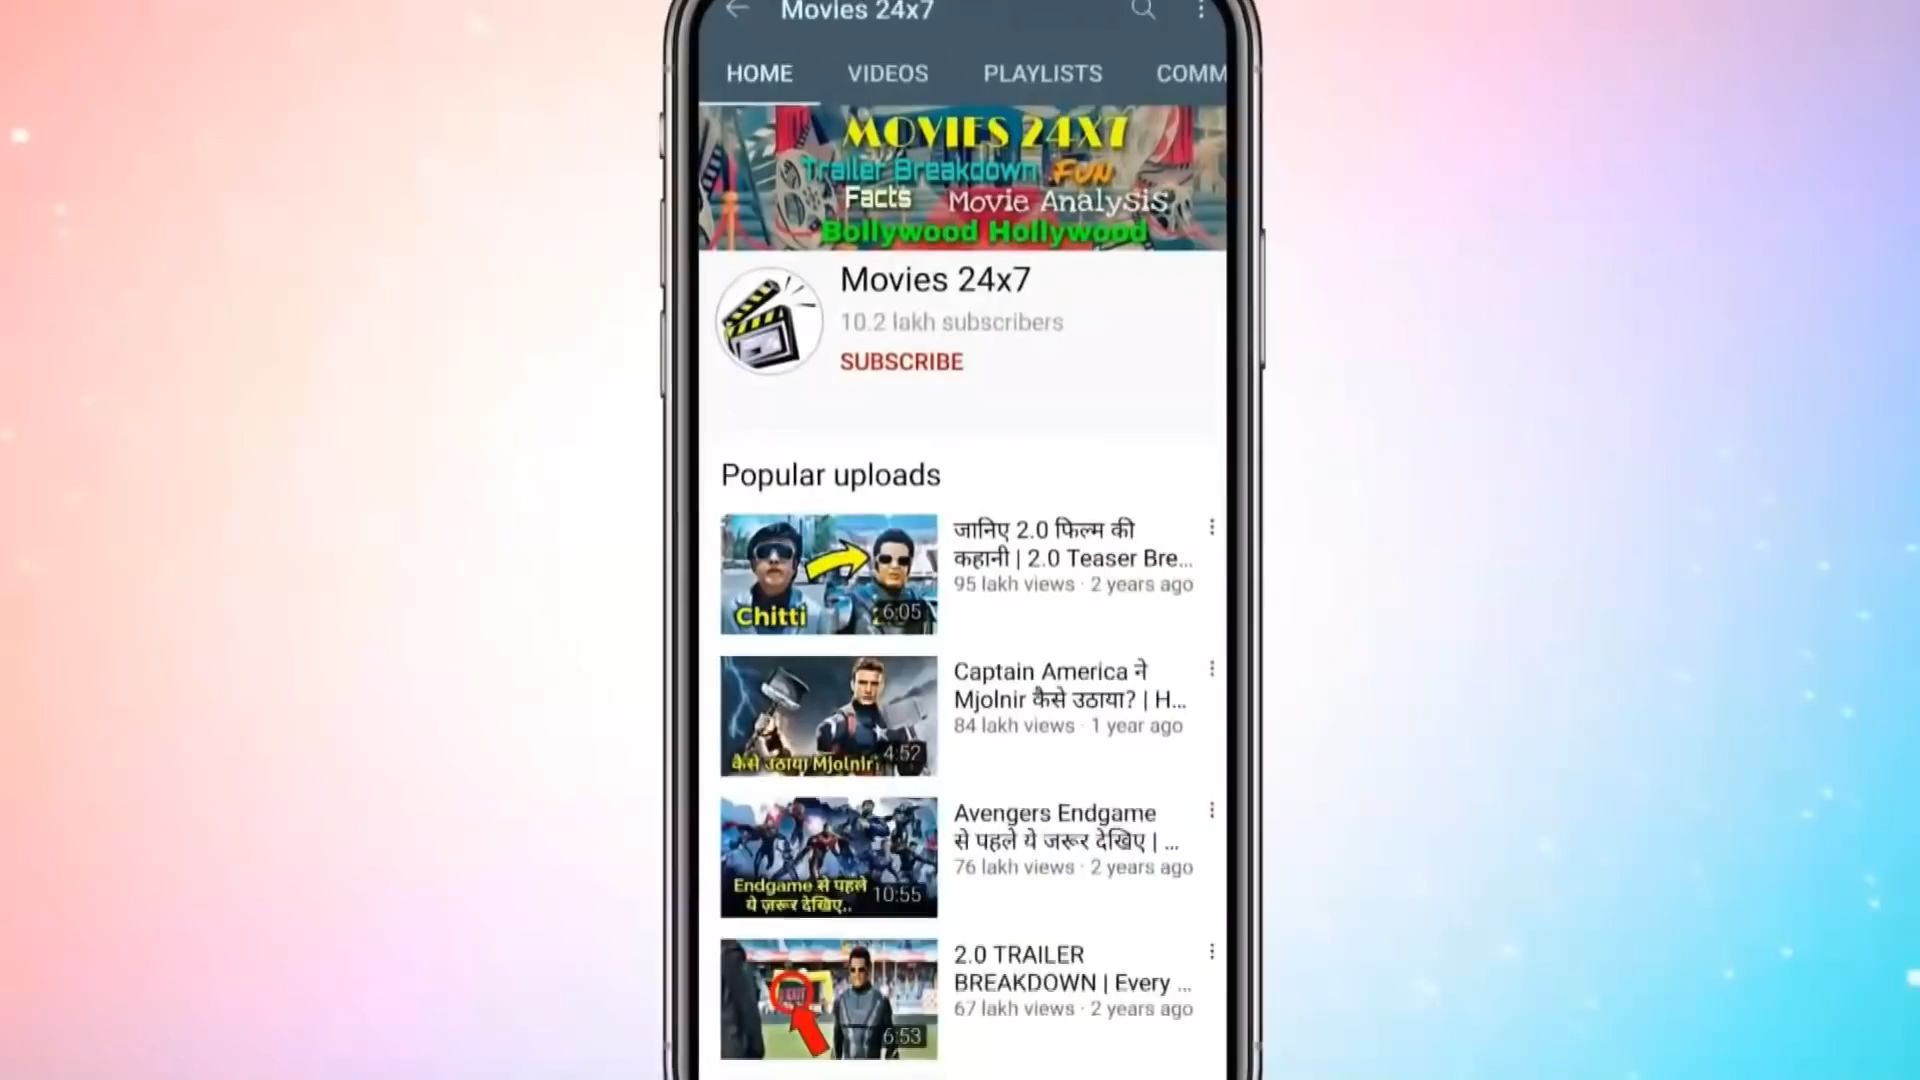 Movies 24x7
HOME VIDEOS PLAYLISTS COMM
MOVIES 24X7
Trailer Breakdown FUN
Facts Movie Analysis
Bollywood Hollywood
Movies 24x7
10.2 lakh subscribers
SUBSCRIBE
Popular uploads
Chitti
6:05
जानिए 2.0 फिल्म की
कहानी | 2.0 Teaser Bre...
95 lakh views · 2 years ago
कैसे उठाया Mjolnir
4:52
Captain America ने
Mjolnir कैसे उठाया? | H...
84 lakh views · 1 year ago
Endgame से पहले
ये ज़रूर देखिए..
10:55
Avengers Endgame
से पहले ये जरूर देखिए | ...
76 lakh views · 2 years ago
EXIT
6:53
2.0 TRAILER
BREAKDOWN | Every ...
67 lakh views · 2 years ago